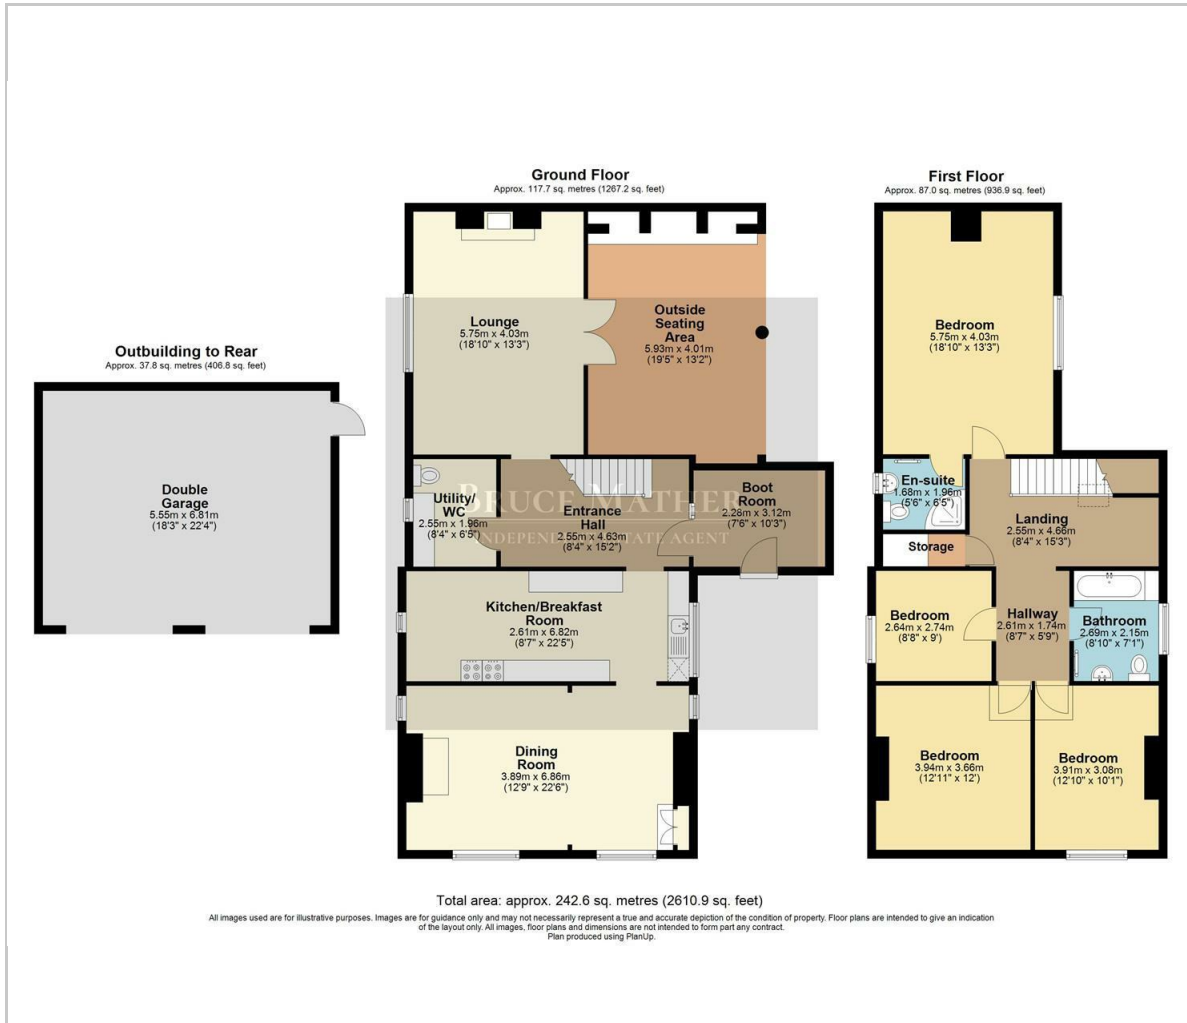 Ground Floor
Approx. 117.7 sq. metres (1267.2 sq. feet)
First Floor
Approx. 87.0 sq. metres (936.9 sq. feet)
Outbuilding to Rear
Approx. 37.8 sq. metres (406.8 sq. feet)
Lounge
5.75m x 4.03m
(18'10" x 13'3")
Outside
Seating
Area
5.93m x 4.01m
(19'5" x 13'2")
Bedroom
5.75m x 4.03m
(18'10" x 13'3")
Double
Garage
5.55m x 6.81m
(18'3" x 22'4")
Utility/
WC
2.55m x 1.96m
(8'4" x 6'5")
BRUCE MATHER
INDEPENDENT ESTATE AGENT
Entrance
Hall
2.55m x 4.63m
(8'4" x 15'2")
Boot
Room
2.28m x 3.12m
(7'6" x 10'3")
En-suite
1.68m x 1.96m
(5'6" x 6'5")
Landing
2.55m x 4.66m
(8'4" x 15'3")
Storage
Kitchen/Breakfast
Room
2.61m x 6.82m
(8'7" x 22'5")
Bedroom
2.64m x 2.74m
(8'8" x 9')
Hallway
2.61m x 1.74m
(8'7" x 5'9")
Bathroom
2.69m x 2.15m
(8'10" x 7'1")
Dining
Room
3.89m x 6.86m
(12'9" x 22'6")
Bedroom
3.94m x 3.66m
(12'11" x 12')
Bedroom
3.91m x 3.08m
(12'10" x 10'1")
Total area: approx. 242.6 sq. metres (2610.9 sq. feet)
All images used are for illustrative purposes. Images are for guidance only and may not necessarily represent a true and accurate depiction of the condition of property. Floor plans are intended to give an indication
of the layout only. All images, floor plans and dimensions are not intended to form part any contract.
Plan produced using PlanUp.